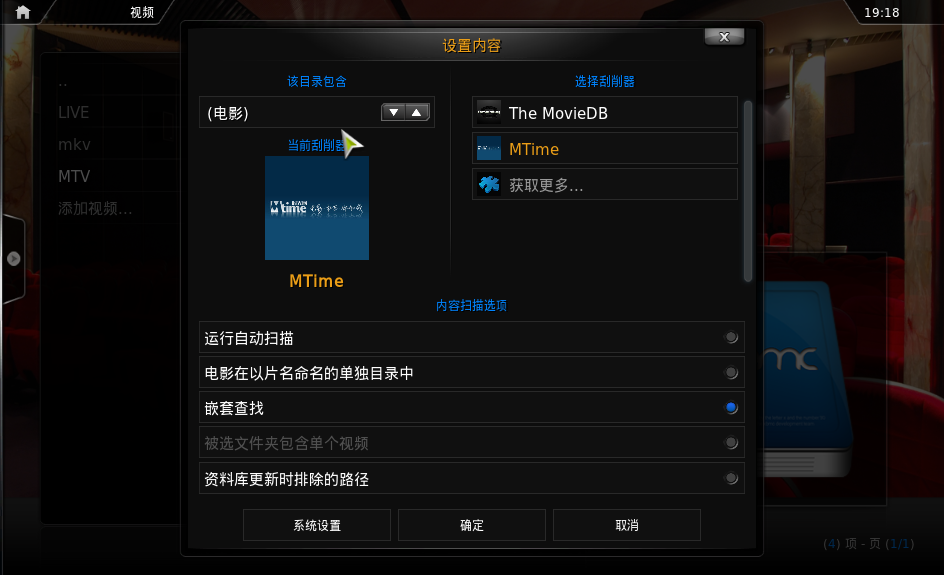 视频
19:18
设置内容
X
..
LIVE
mkv
MTV
添加视频...
该目录包含
(电影)
当前刮削器
MTime
选择刮削器
The MovieDB
MTime
获取更多...
内容扫描选项
运行自动扫描
电影在以片名命名的单独目录中
嵌套查找
被选文件夹包含单个视频
资料库更新时排除的路径
系统设置
确定
取消
(4) 项 - 页 (1/1)